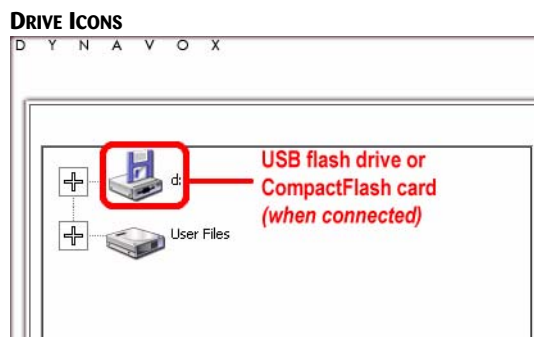 DRIVE ICONS
D Y N A V O X
d:
USB flash drive or
CompactFlash card
(when connected)
User Files